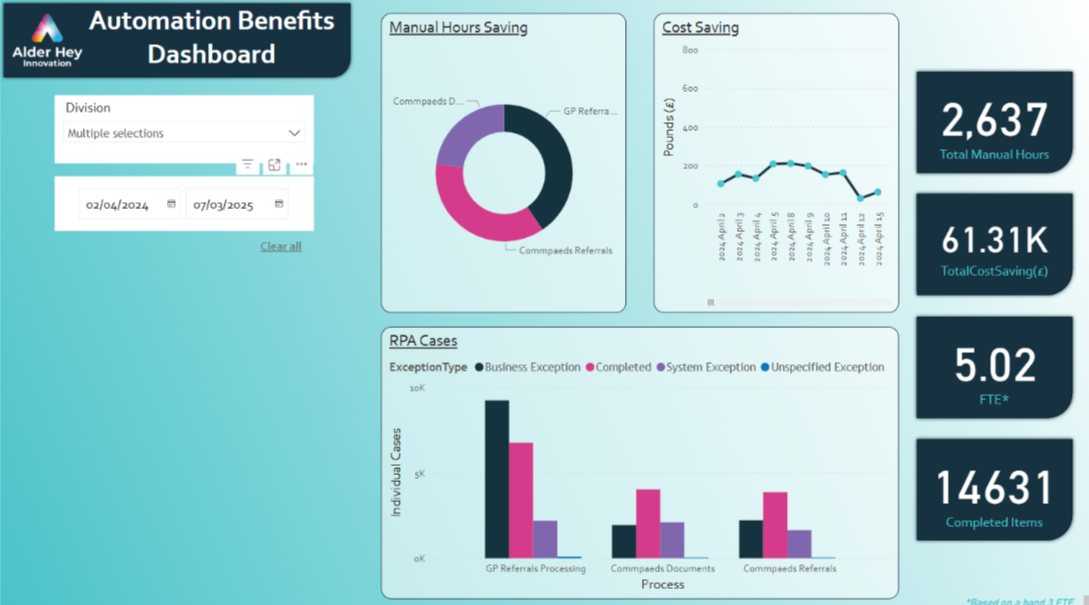 Automation Benefits
Dashboard
Alder Hey
Innovation
Division
Multiple selections
02/04/2024
07/03/2025
Clear all
Manual Hours Saving
Commpaeds D...
GP Referra...
Commpaeds Referrals
Cost Saving
Pounds (£)
800
600
400
200
0
2024 April 2
2024 April 3
2024 April 4
2024 April 5
2024 April 8
2024 April 9
2024 April 10
2024 April 11
2024 April 12
2024 April 15
RPA Cases
ExceptionType Business Exception Completed System Exception Unspecified Exception
Individual Cases
10K
5K
0K
GP Referrals Processing
Commpaeds Documents
Commpaeds Referrals
Process
2,637
Total Manual Hours
61.31K
TotalCostSaving(£)
5.02
FTE*
14631
Completed Items
*Based on a band 3 FTE